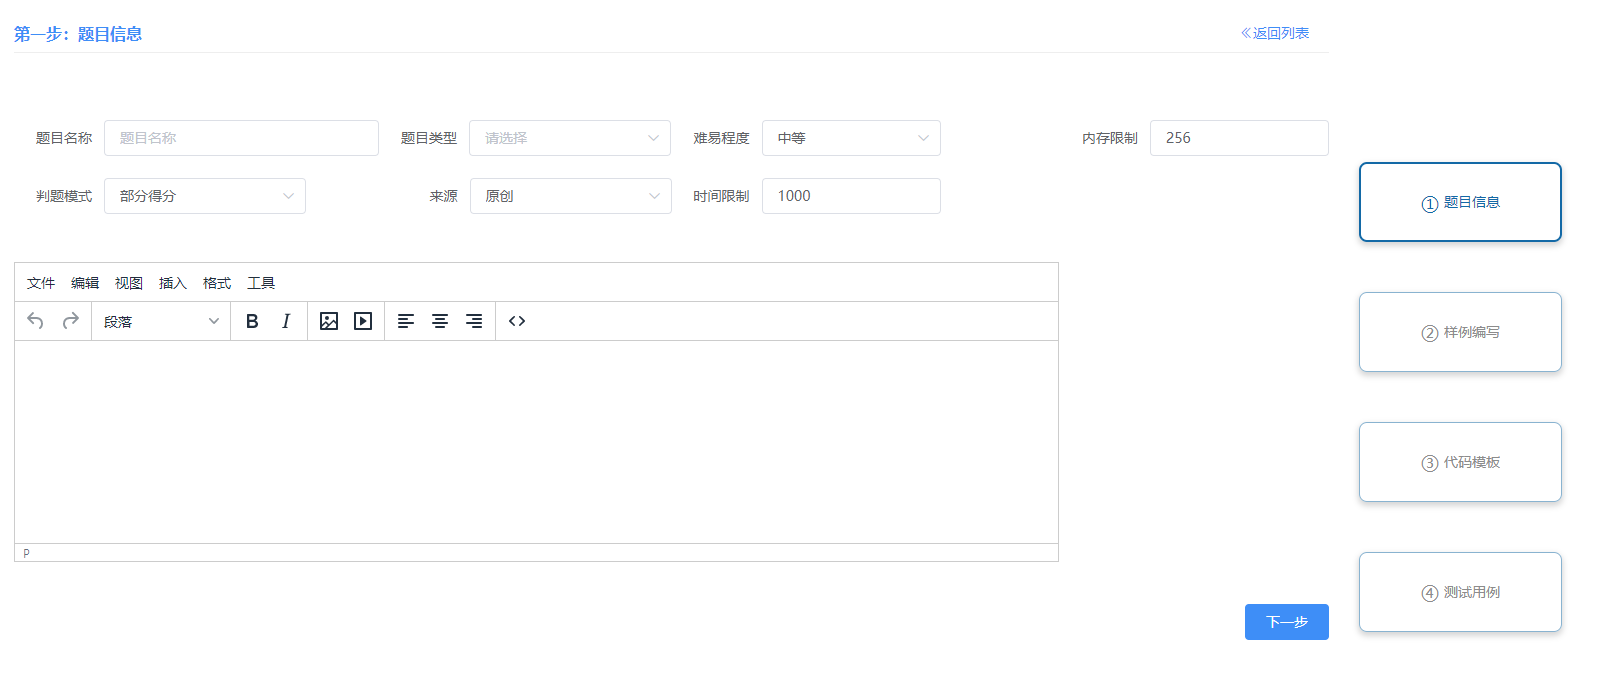 第一步：题目信息
《返回列表
题目名称 题目名称 题目类型 请选择 难易程度 中等 内存限制 256
判题模式 部分得分 来源 原创 时间限制 1000
文件 编辑 视图 插入 格式 工具
段落 B I
P
下一步
① 题目信息
② 样例编写
③ 代码模板
④ 测试用例